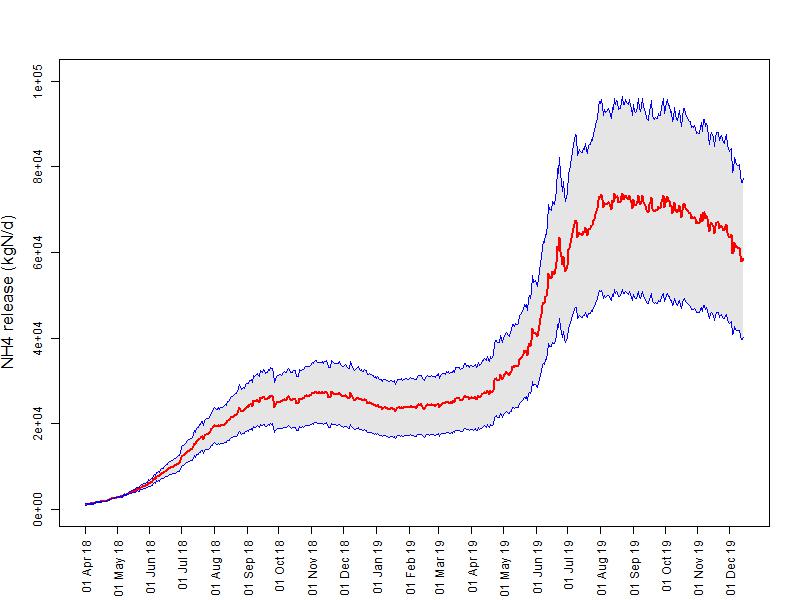 NH4 release (kgN/d)
1e+05
8e+04
6e+04
4e+04
2e+04
0e+00
01 Apr 18
01 May 18
01 Jun 18
01 Jul 18
01 Aug 18
01 Sep 18
01 Oct 18
01 Nov 18
01 Dec 18
01 Jan 19
01 Feb 19
01 Mar 19
01 Apr 19
01 May 19
01 Jun 19
01 Jul 19
01 Aug 19
01 Sep 19
01 Oct 19
01 Nov 19
01 Dec 19